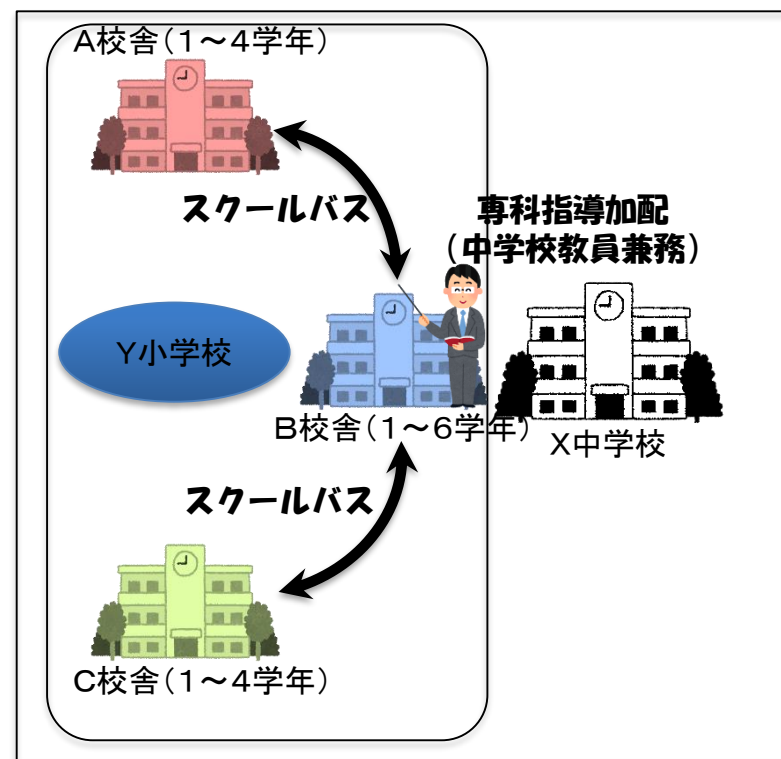 A校舎(1～4学年)
スクールバス
専科指導加配
(中学校教員兼務)
Y小学校
B校舎(1～6学年)
X中学校
スクールバス
C校舎(1～4学年)